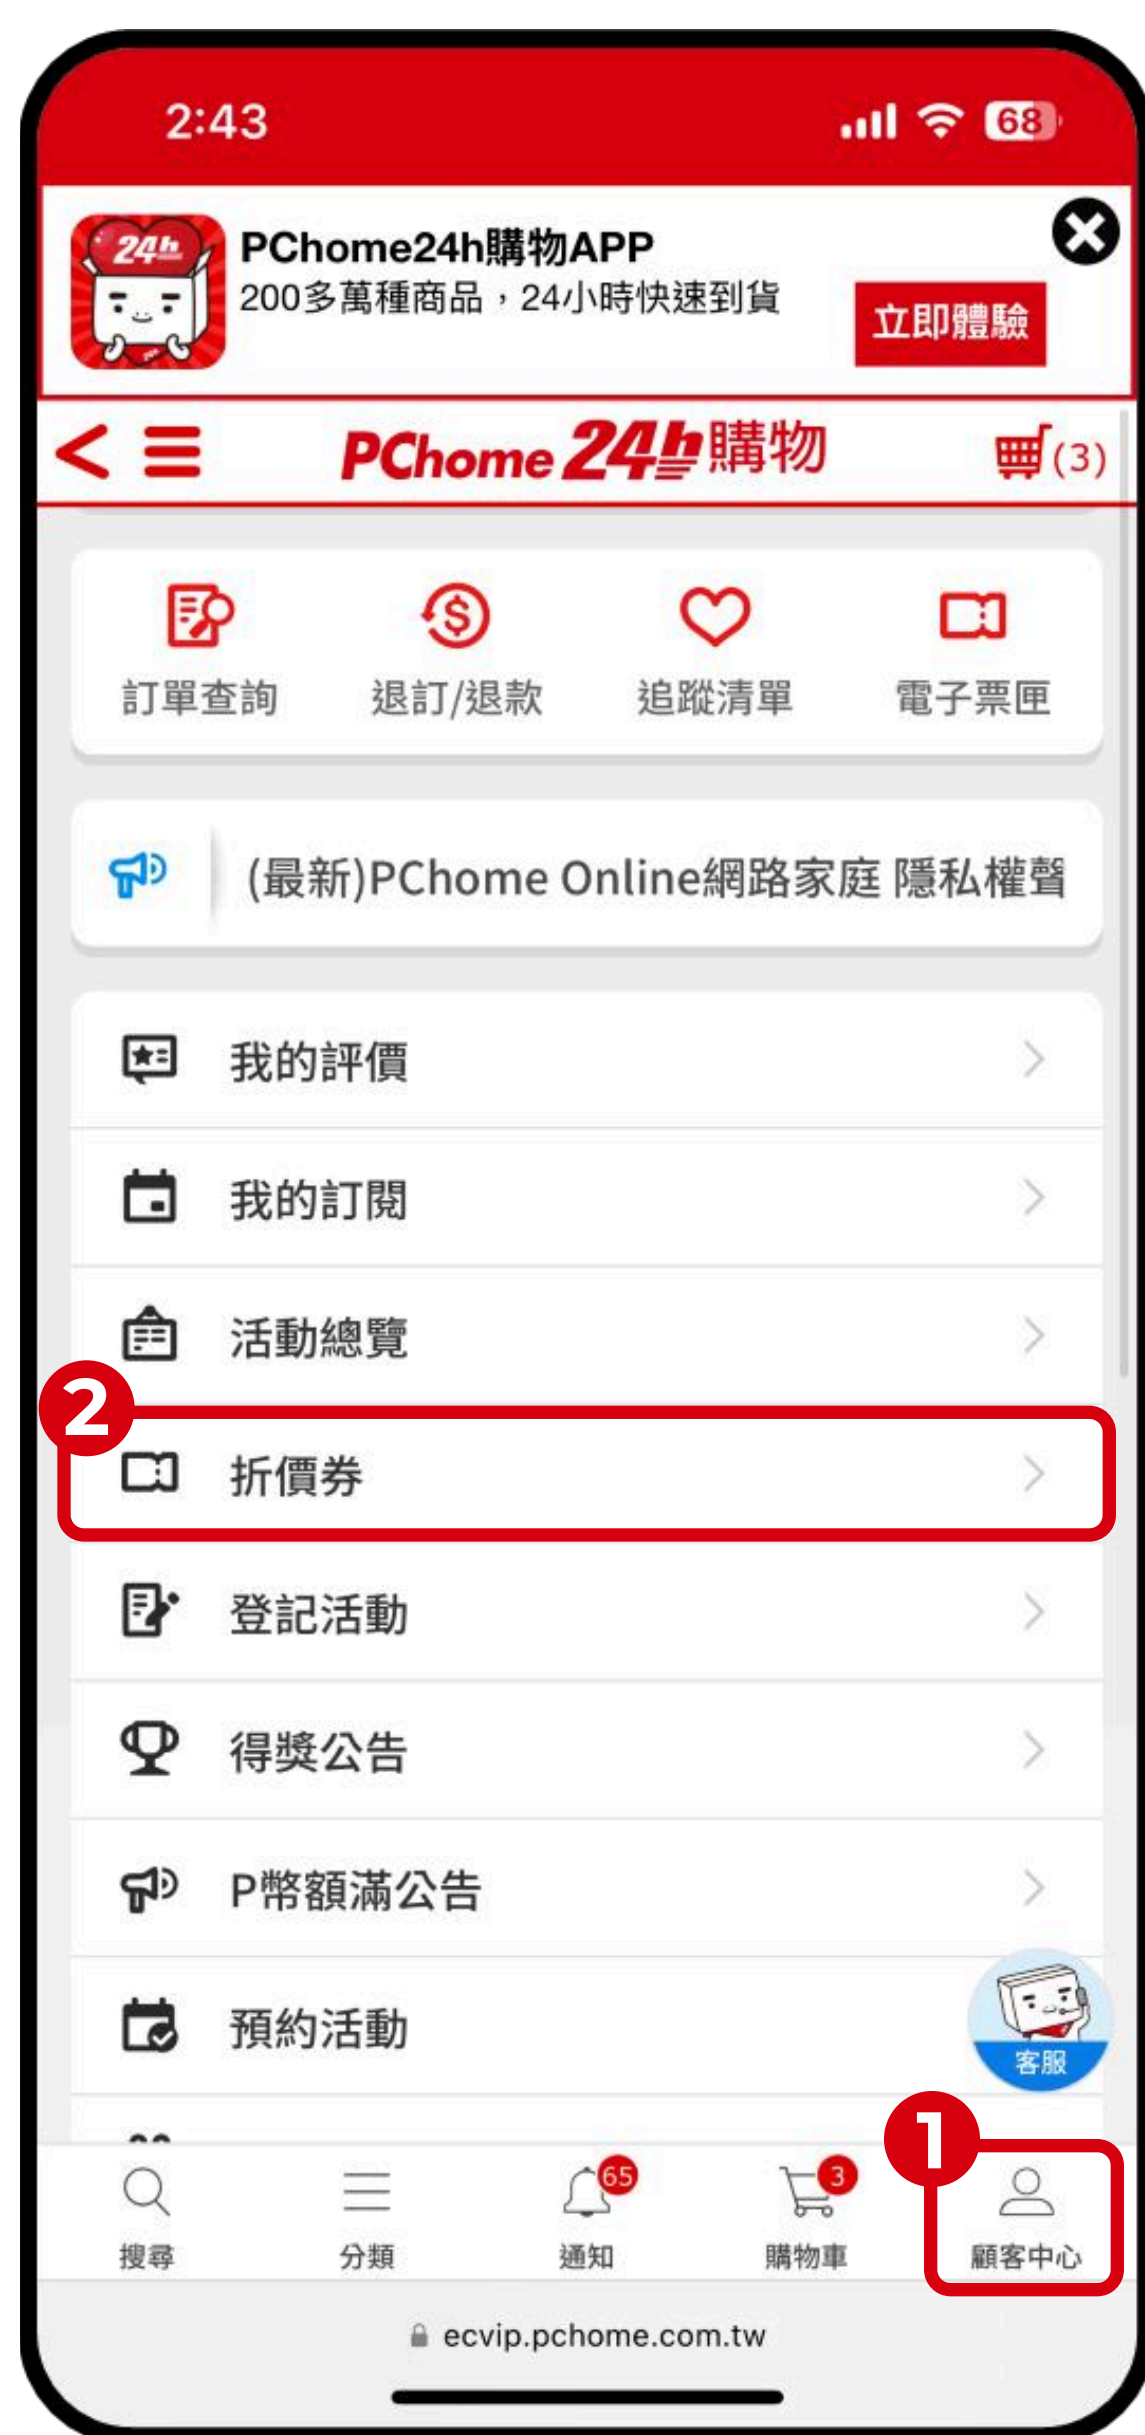 2:43
68
24h
PChome24h購物APP
200多萬種商品，24小時快速到貨
立即體驗
PChome 24h購物
(3)
訂單查詢
退訂/退款
追蹤清單
電子票匣
(最新)PChome Online網路家庭 隱私權聲
我的評價
我的訂閱
活動總覽
2
折價券
登記活動
得獎公告
P幣額滿公告
預約活動
客服
1
65
3
搜尋
分類
通知
購物車
顧客中心
ecvip.pchome.com.tw